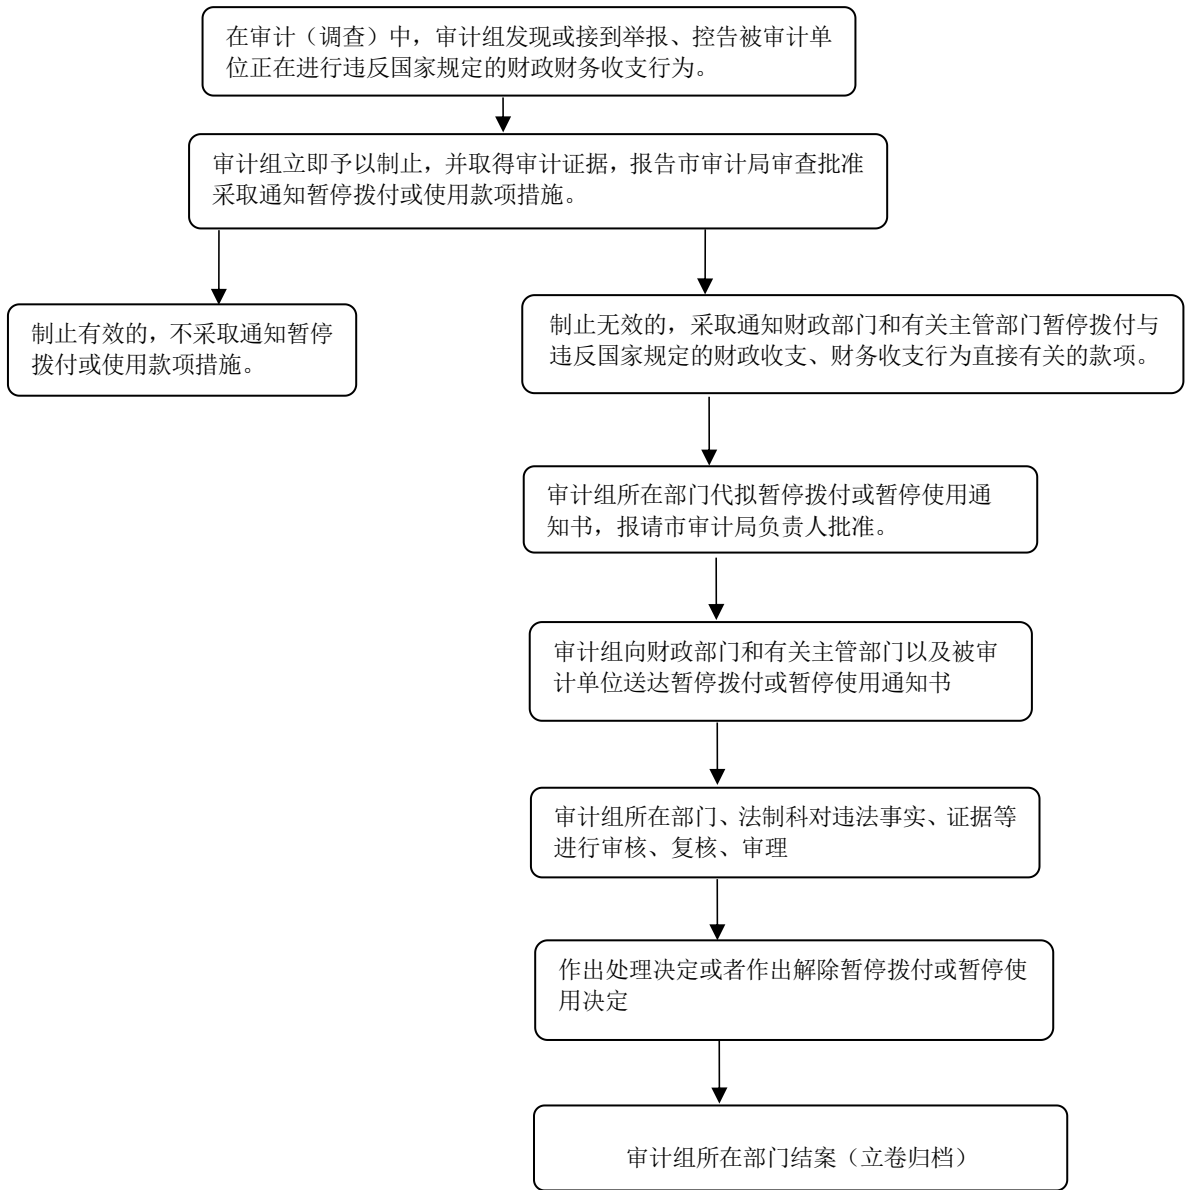 在审计（调查）中，审计组发现或接到举报、控告被审计单
位正在进行违反国家规定的财政财务收支行为。
审计组立即予以制止，并取得审计证据，报告市审计局审查批准
采取通知暂停拨付或使用款项措施。
制止有效的，不采取通知暂停
拨付或使用款项措施。
制止无效的，采取通知财政部门和有关主管部门暂停拨付与
违反国家规定的财政收支、财务收支行为直接有关的款项。
审计组所在部门代拟暂停拨付或暂停使用通
知书，报请市审计局负责人批准。
审计组向财政部门和有关主管部门以及被审
计单位送达暂停拨付或暂停使用通知书
审计组所在部门、法制科对违法事实、证据等
进行审核、复核、审理
作出处理决定或者作出解除暂停拨付或暂停使
用决定
审计组所在部门结案（立卷归档）